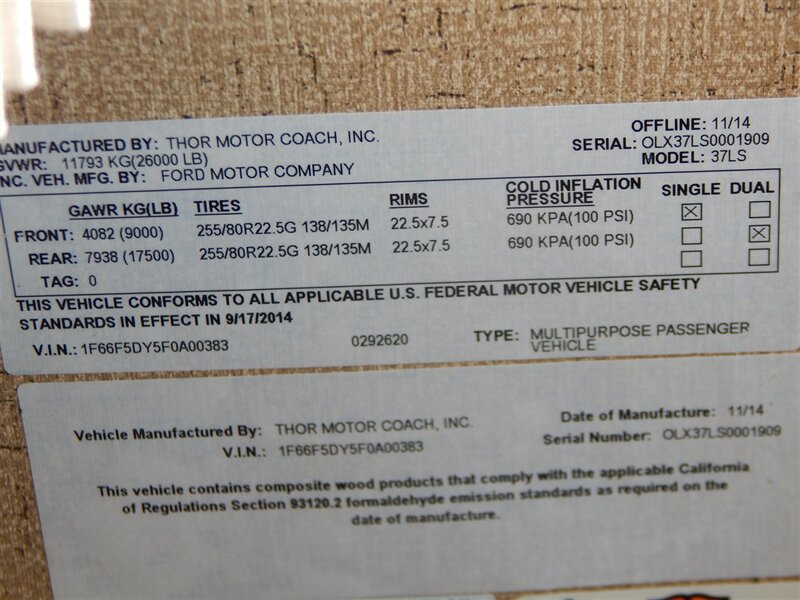 MANUFACTURED BY: THOR MOTOR COACH, INC. OFFLINE: 11/14
GVWR: 11793 KG(26000 LB) SERIAL: OLX37LS0001909
INC. VEH. MFG. BY: FORD MOTOR COMPANY MODEL: 37LS
GAWR KG(LB) TIRES RIMS COLD INFLATION PRESSURE SINGLE DUAL
FRONT: 4082 (9000) 255/80R22.5G 138/135M 22.5x7.5 690 KPA(100 PSI) ☒ ☐
REAR: 7938 (17500) 255/80R22.5G 138/135M 22.5x7.5 690 KPA(100 PSI) ☐ ☒
TAG: 0 ☐ ☐
THIS VEHICLE CONFORMS TO ALL APPLICABLE U.S. FEDERAL MOTOR VEHICLE SAFETY
STANDARDS IN EFFECT IN 9/17/2014
V.I.N.: 1F66F5DY5F0A00383 0292620 TYPE: MULTIPURPOSE PASSENGER
VEHICLE
Vehicle Manufactured By: THOR MOTOR COACH, INC. Date of Manufacture: 11/14
V.I.N.: 1F66F5DY5F0A00383 Serial Number: OLX37LS0001909
This vehicle contains composite wood products that comply with the applicable California
of Regulations Section 93120.2 formaldehyde emission standards as required on the
date of manufacture.